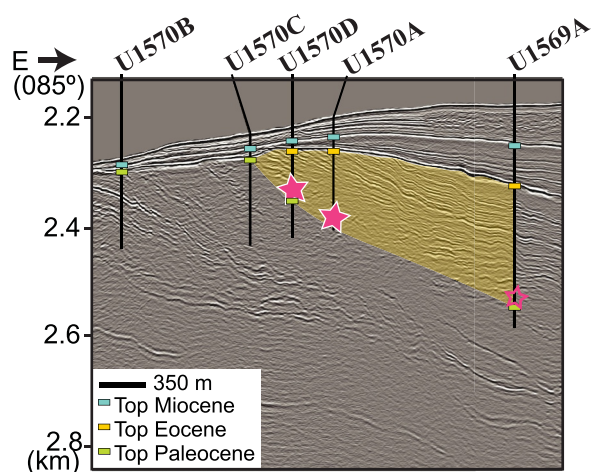 U1570B
U1570C
U1570D
U1570A
U1569A
E
(085º)
2.2
2.4
2.6
2.8
(km)
350 m
Top Miocene
Top Eocene
Top Paleocene